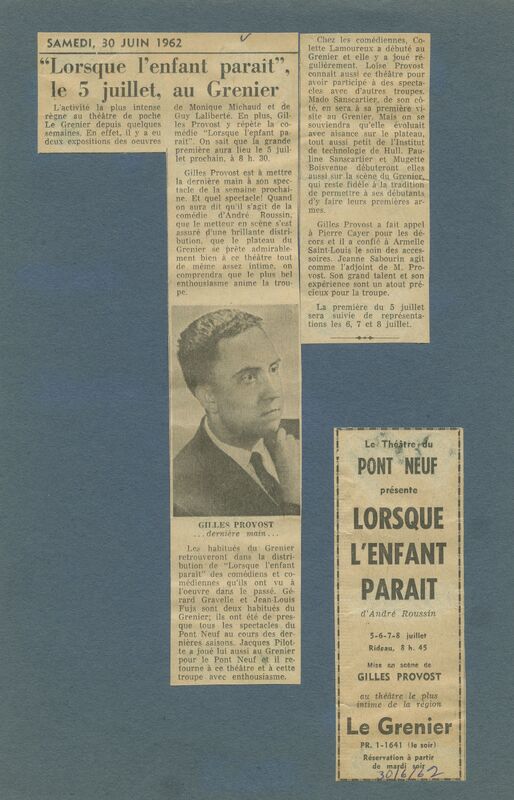 SAMEDI, 30 JUIN 1962
“Lorsque l'enfant parait”,
le 5 juillet, au Grenier
L'activité la plus intense
règne au théâtre de poche
Le Grenier depuis quelques
semaines. En effet, il y a eu
deux expositions des oeuvres
de Monique Michaud et de
Guy Laliberté. En plus, Gil-
les Provost y répète la co-
médie “Lorsque l'enfant pa-
rait”. On sait que la grande
première aura lieu le 5 juil-
let prochain, à 8 h. 30.
Gilles Provost est à mettre
la dernière main à son spec-
tacle de la semaine prochai-
ne. Et quel spectacle! Quand
on aura dit qu'il s'agit de la
comédie d'André Roussin,
que le metteur en scène s'est
assuré d'une brillante distri-
bution, que le plateau du
Grenier se prête admirable-
ment bien à ce théâtre tout
de même assez intime, on
comprendra que le plus bel
enthousiasme anime la trou-
pe.
GILLES PROVOST
...dernière main...
Les habitués du Grenier
retrouveront dans la distri-
bution de “Lorsque l'enfant
parait” des comédiens et co-
médiennes qu'ils ont vu à
l'oeuvre dans le passé. Gé-
rard Gravelle et Jean-Louis
Fujs sont deux habitués du
Grenier; ils ont été de pres-
que tous les spectacles du
Pont Neuf au cours des der-
nières saisons. Jacques Pilot-
te a joué lui aussi au Grenier
pour le Pont Neuf et il re-
tourne à ce théâtre et à cette
troupe avec enthousiasme.
Chez les comédiennes, Co-
lette Lamoureux a débuté au
Grenier et elle y a joué ré-
gulièrement. Loïse Provost
connait aussi ce théâtre pour
avoir participé à des specta-
cles avec d'autres troupes.
Mado Sanscartier, de son cô-
té, en sera à sa première vi-
site au Grenier. Mais on se
souviendra qu'elle évoluait
avec aisance sur le plateau,
tout aussi petit de l'Institut
de technologie de Hull. Pau-
line Sanscartier et Mugette
Boisvenue débuteront elles
aussi sur la scène du Grenier,
qui reste fidèle à la tradition
de permettre à ses débutants
d'y faire leurs premières ar-
mes.
Gilles Provost a fait appel
à Pierre Cayer pour les dé-
cors et il a confié à Armelle
Saint-Louis le soin des acces-
soires. Jeanne Sabourin agit
comme l'adjoint de M. Pro-
vost. Son grand talent et son
expérience sont un atout pré-
cieux pour la troupe.
La première du 5 juillet
sera suivie de représenta-
tions les 6, 7 et 8 juillet.
Le Théâtre du
PONT NEUF
présente
LORSQUE
L'ENFANT
PARAIT
d'André Roussin
5-6-7-8 juillet
Rideau, 8 h. 45
Mise en scène de
GILLES PROVOST
au théâtre le plus
intime de la région
Le Grenier
PR. 1-1641 (le soir)
Réservation à partir
de mardi soir
30/6/62